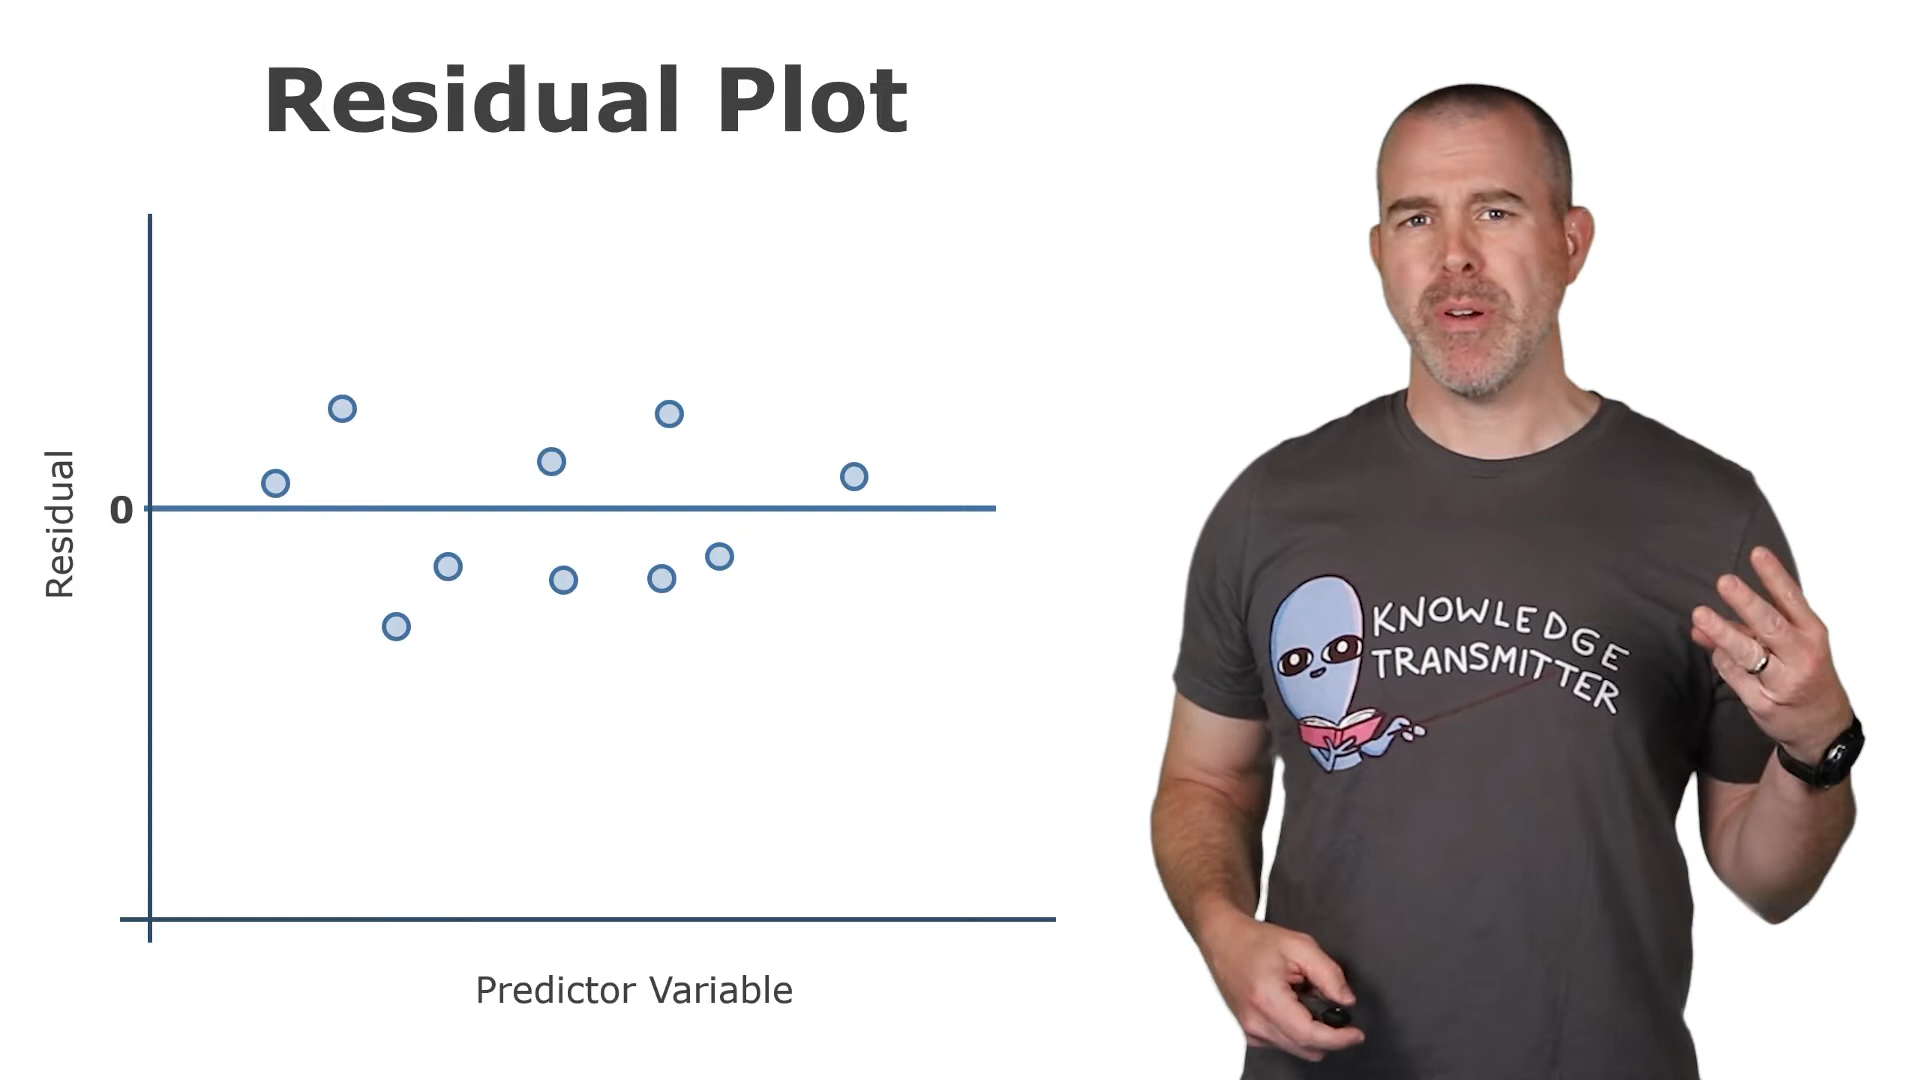 Residual Plot
Residual
0
Predictor Variable
KNOWLEDGE
TRANSMITTER